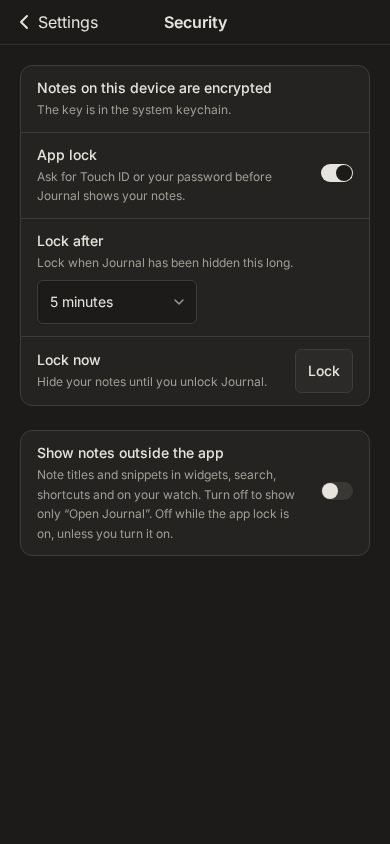 Settings
Security
Notes on this device are encrypted
The key is in the system keychain.
App lock
Ask for Touch ID or your password before
Journal shows your notes.
Lock after
Lock when Journal has been hidden this long.
5 minutes
Lock now
Hide your notes until you unlock Journal.
Lock
Show notes outside the app
Note titles and snippets in widgets, search,
shortcuts and on your watch. Turn off to show
only “Open Journal”. Off while the app lock is
on, unless you turn it on.